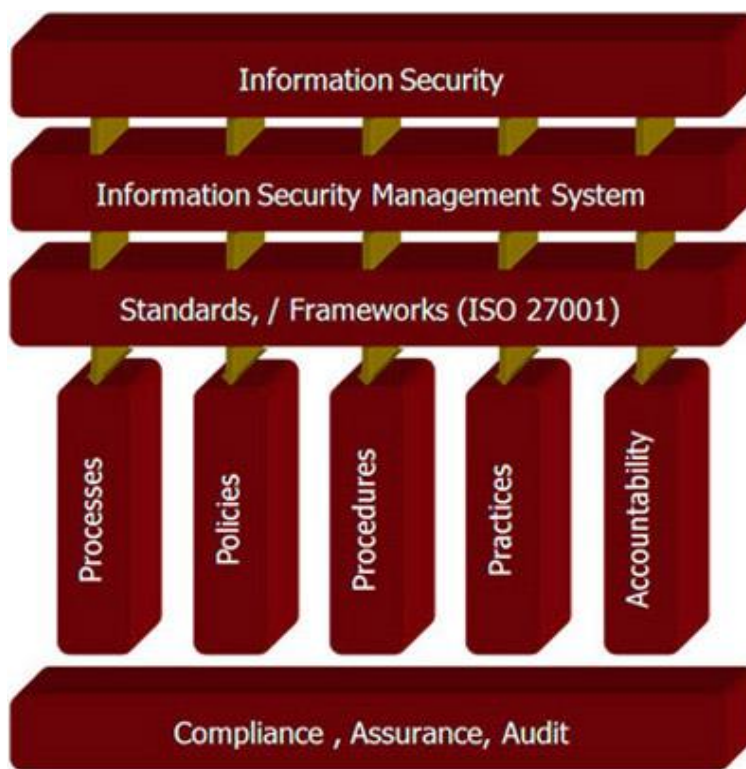 Information Security
Information Security Management System
Standards, / Frameworks (ISO 27001)
Processes
Policies
Procedures
Practices
Accountability
Compliance , Assurance, Audit